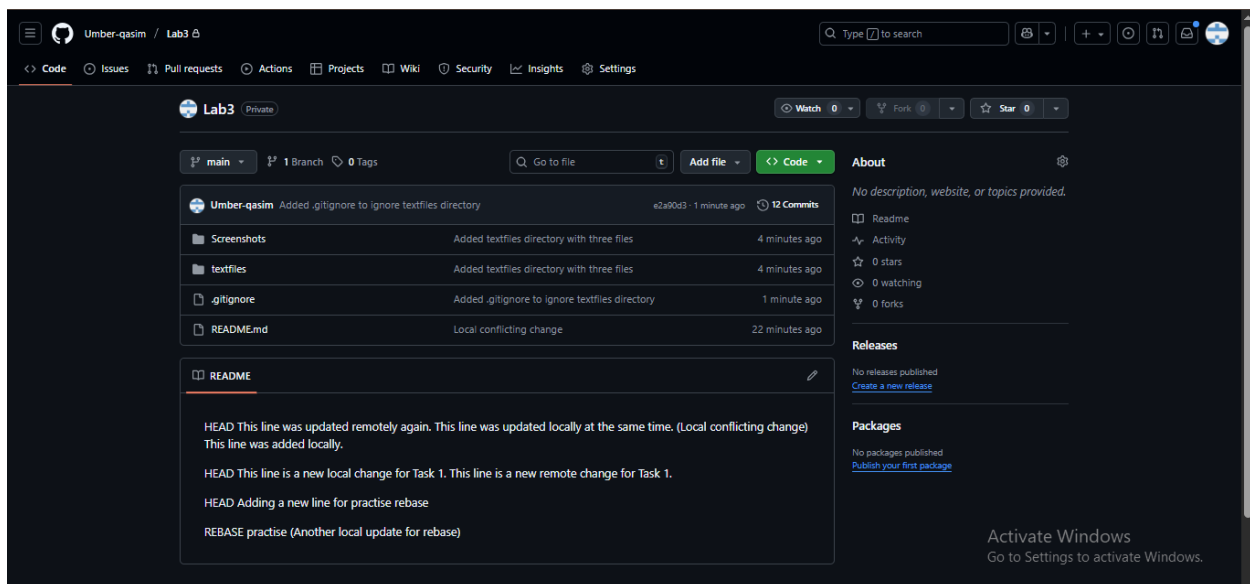 Umber-qasim / Lab3
Type / to search
Code Issues Pull requests Actions Projects Wiki Security Insights Settings
Lab3 Private
Watch 0 Fork 0 Star 0
main 1 Branch 0 Tags Go to file t Add file Code
Umber-qasim Added .gitignore to ignore textfiles directory e2a90d3 · 1 minute ago 12 Commits
Screenshots Added textfiles directory with three files 4 minutes ago
textfiles Added textfiles directory with three files 4 minutes ago
.gitignore Added .gitignore to ignore textfiles directory 1 minute ago
README.md Local conflicting change 22 minutes ago
README
HEAD This line was updated remotely again. This line was updated locally at the same time. (Local conflicting change)
This line was added locally.
HEAD This line is a new local change for Task 1. This line is a new remote change for Task 1.
HEAD Adding a new line for practise rebase
REBASE practise (Another local update for rebase)
About
No description, website, or topics provided.
Readme
Activity
0 stars
0 watching
0 forks
Releases
No releases published
Create a new release
Packages
No packages published
Publish your first package
Activate Windows
Go to Settings to activate Windows.